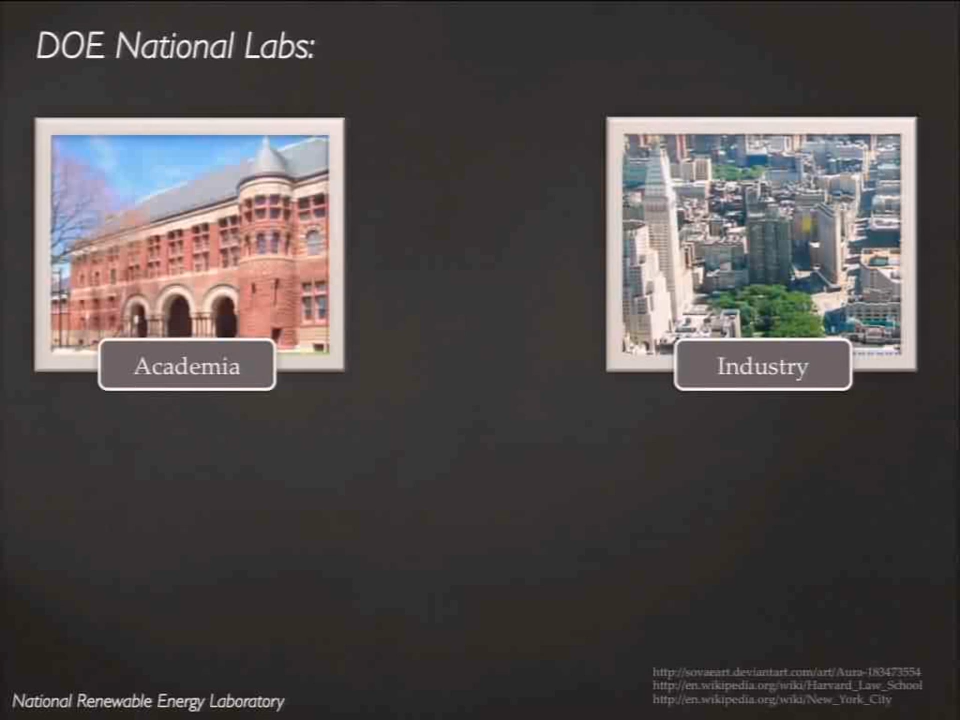 DOE National Labs:
Academia
Industry
http://sovaeart.deviantart.com/art/Aura-183473554
http://en.wikipedia.org/wiki/Harvard_Law_School
http://en.wikipedia.org/wiki/New_York_City
National Renewable Energy Laboratory